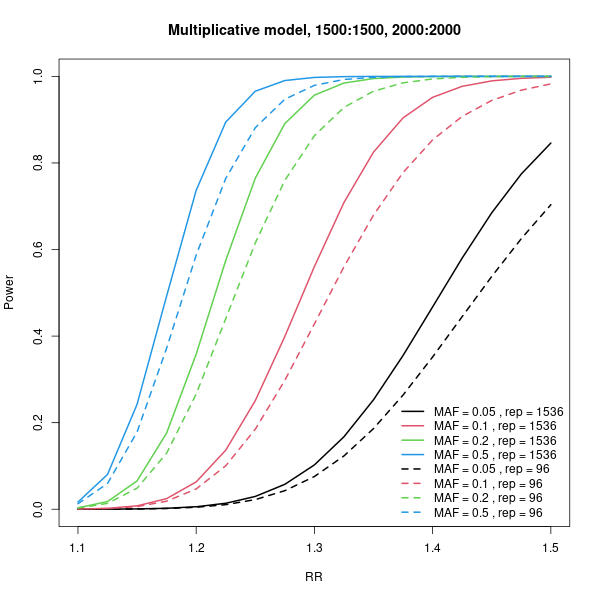 Multiplicative model, 1500:1500, 2000:2000
Power
1.0
0.8
0.6
0.4
0.2
0.0
MAF = 0.05 , rep = 1536
MAF = 0.1 , rep = 1536
MAF = 0.2 , rep = 1536
MAF = 0.5 , rep = 1536
MAF = 0.05 , rep = 96
MAF = 0.1 , rep = 96
MAF = 0.2 , rep = 96
MAF = 0.5 , rep = 96
1.1 1.2 1.3 1.4 1.5
RR